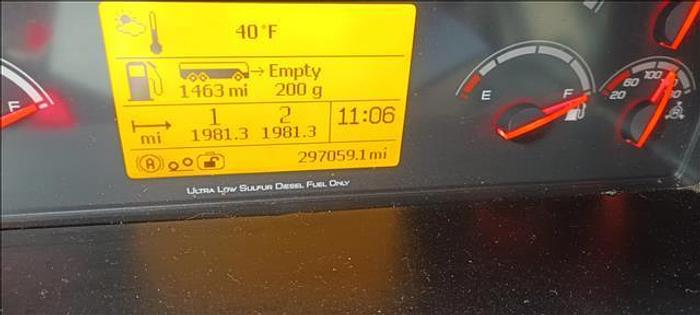 40°F
→ Empty
1463 mi 200 g
1 2
mi 1981.3 1981.3 11:06
A 297059.1 mi
ULTRA LOW SULFUR DIESEL FUEL ONLY
F
E F
20 60 100